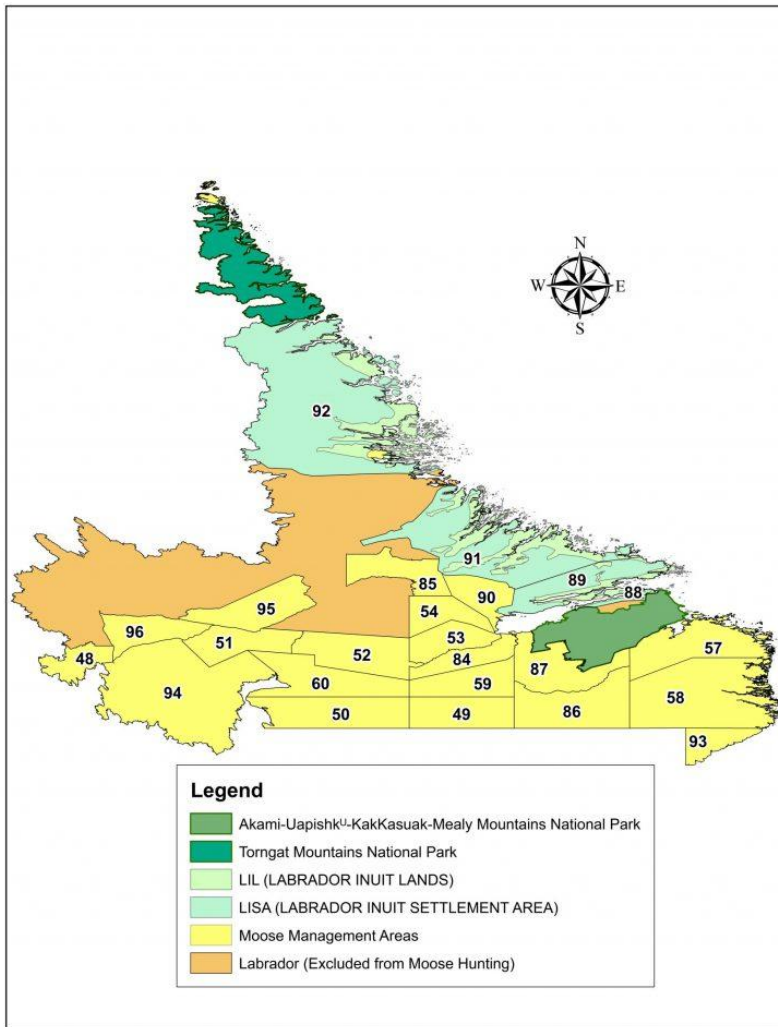 N
W E
S
92
91
89
88
85
90
95
54
96
53
51
52
57
48
84
87
94
60
59
58
50
49
86
93
Legend
Akami-Uapishkᵁ-KakKasuak-Mealy Mountains National Park
Torngat Mountains National Park
LIL (LABRADOR INUIT LANDS)
LISA (LABRADOR INUIT SETTLEMENT AREA)
Moose Management Areas
Labrador (Excluded from Moose Hunting)